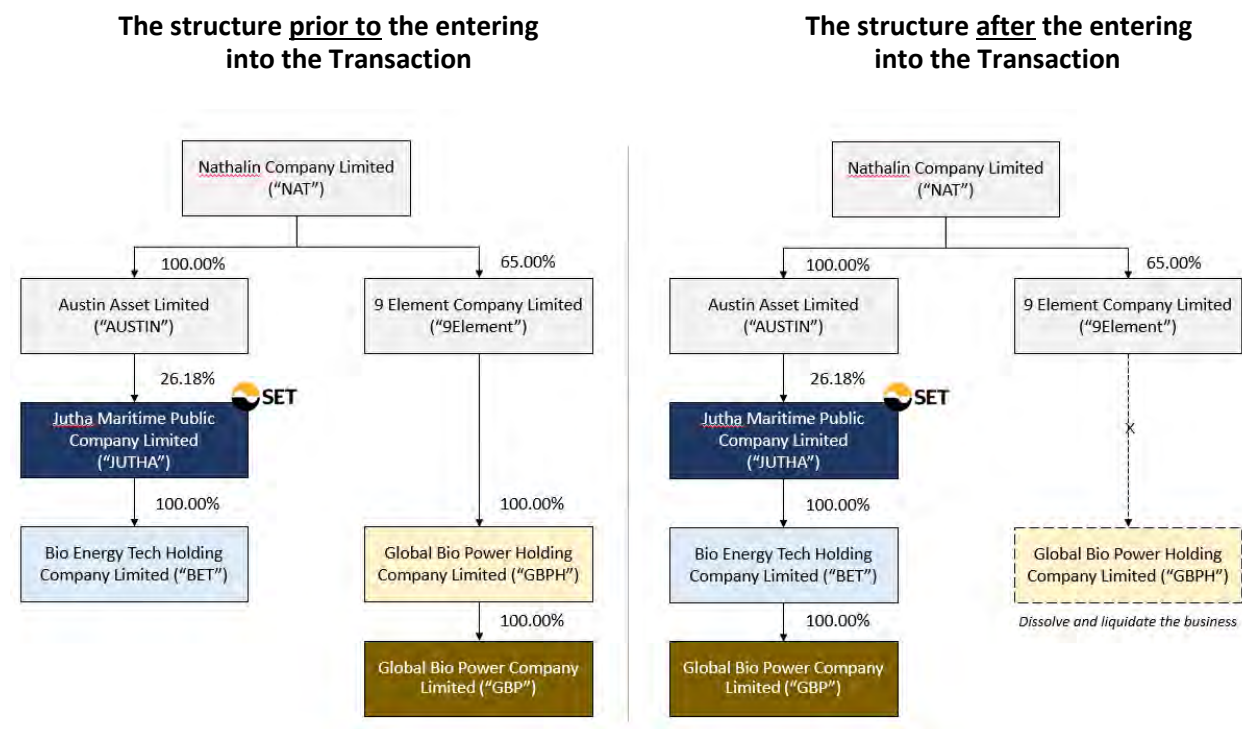 The structure prior to the entering
into the Transaction
Nathalin Company Limited
(“NAT”)
100.00%
65.00%
Austin Asset Limited
(“AUSTIN”)
9 Element Company Limited
(“9Element”)
26.18%
SET
Jutha Maritime Public
Company Limited
(“JUTHA”)
100.00%
100.00%
Bio Energy Tech Holding
Company Limited (“BET”)
Global Bio Power Holding
Company Limited (“GBPH”)
100.00%
Global Bio Power Company
Limited (“GBP”)
The structure after the entering
into the Transaction
Nathalin Company Limited
(“NAT”)
100.00%
65.00%
Austin Asset Limited
(“AUSTIN”)
9 Element Company Limited
(“9Element”)
26.18%
SET
Jutha Maritime Public
Company Limited
(“JUTHA”)
X
100.00%
Bio Energy Tech Holding
Company Limited (“BET”)
Global Bio Power Holding
Company Limited (“GBPH”)
100.00%
Dissolve and liquidate the business
Global Bio Power Company
Limited (“GBP”)